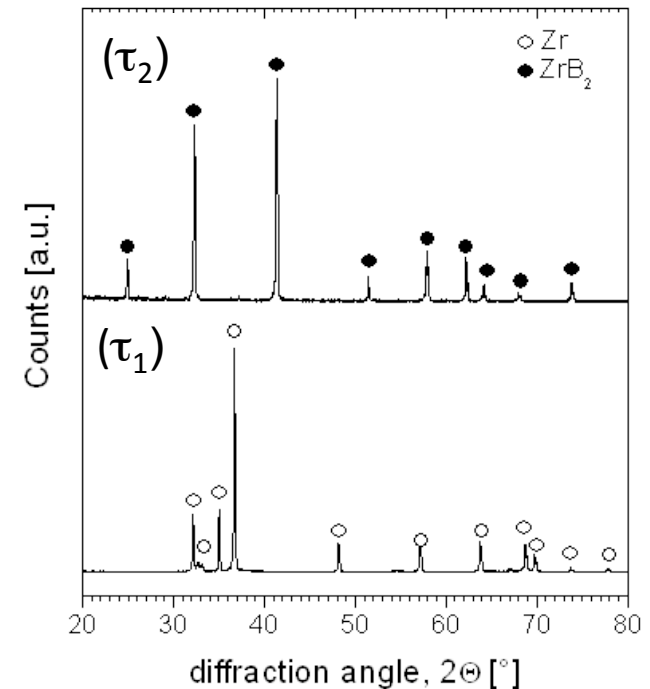 (τ₂)
○ Zr
● ZrB₂
(τ₁)
Counts [a.u.]
20 30 40 50 60 70 80
diffraction angle, 2Θ [°]